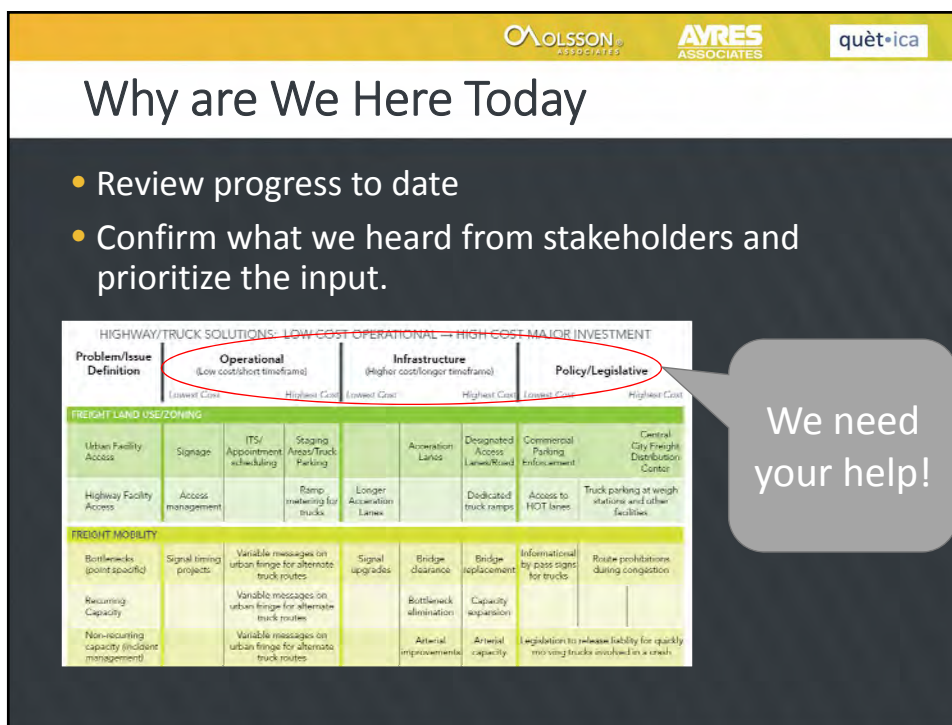 OLSSON®
ASSOCIATES
AYRES
ASSOCIATES
quèt•ica
Why are We Here Today
• Review progress to date
• Confirm what we heard from stakeholders and
prioritize the input.
HIGHWAY/TRUCK SOLUTIONS: LOW COST OPERATIONAL → HIGH COST MAJOR INVESTMENT
Problem/Issue
Definition
Operational
(Low cost/short timeframe)
Infrastructure
(Higher cost/longer timeframe)
Policy/Legislative
Lowest Cost Highest Cost Lowest Cost Highest Cost Lowest Cost Highest Cost
FREIGHT LAND USE/ZONING
Urban Facility
Access
Signage
ITS/
Appointment
scheduling
Staging
Areas/Truck
Parking
Acceration
Lanes
Designated
Access
Lanes/Road
Commercial
Parking
Enforcement
Central
City Freight
Distribution
Center
Highway Facility
Access
Access
management
Ramp
metering for
trucks
Longer
Acceration
Lanes
Dedicated
truck ramps
Access to
HOT lanes
Truck parking at weigh
stations and other
facilities
FREIGHT MOBILITY
Bottlenecks
(point specific)
Signal timing
projects
Variable messages on
urban fringe for alternate
truck routes
Signal
upgrades
Bridge
clearance
Bridge
replacement
Informational
by pass signs
for trucks
Route prohibitions
during congestion
Recurring
Capacity
Variable messages on
urban fringe for alternate
truck routes
Bottleneck
elimination
Capacity
expansion
Non-recurring
capacity (incident
management)
Variable messages on
urban fringe for alternate
truck routes
Arterial
improvements
Arterial
capacity
Legislation to release liablity for quickly
moving trucks involved in a crash
We need
your help!